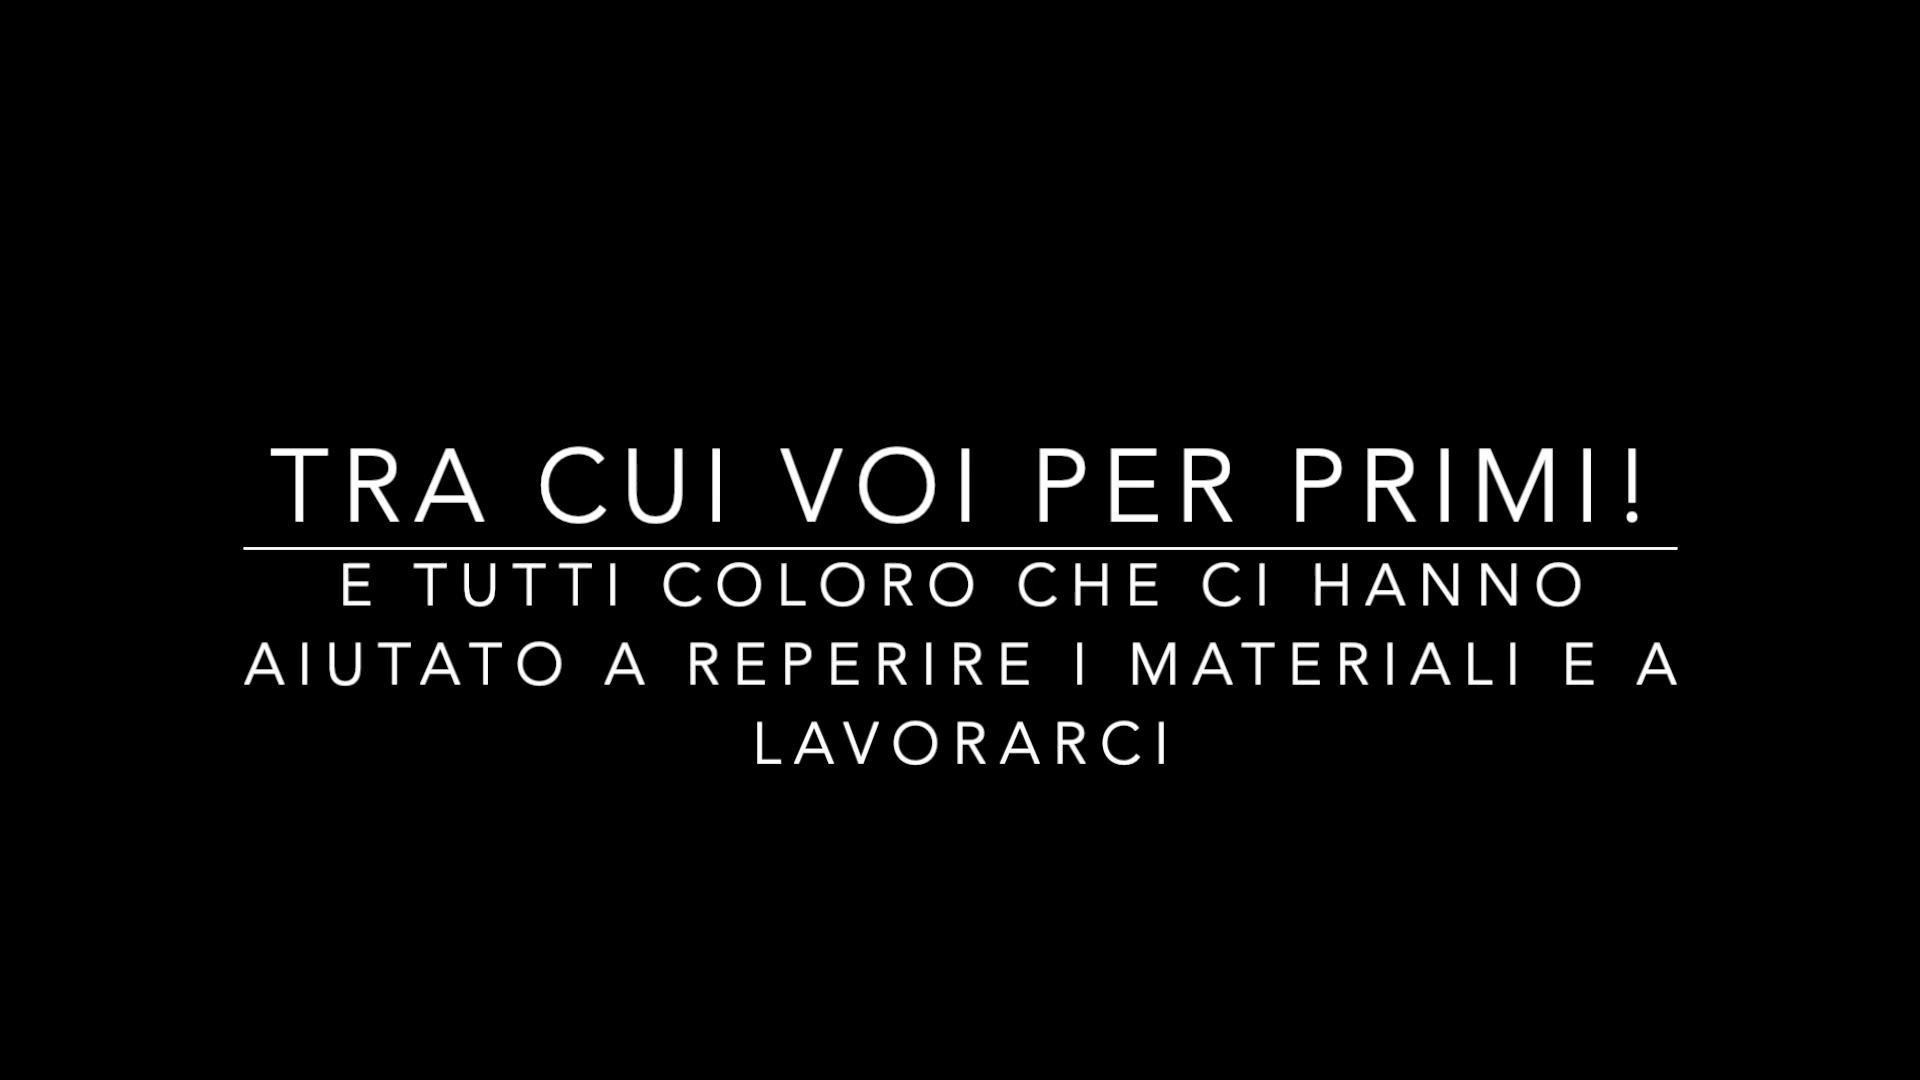 TRA CUI VOI PER PRIMI!
E TUTTI COLORO CHE CI HANNO
AIUTATO A REPERIRE I MATERIALI E A
LAVORARCI